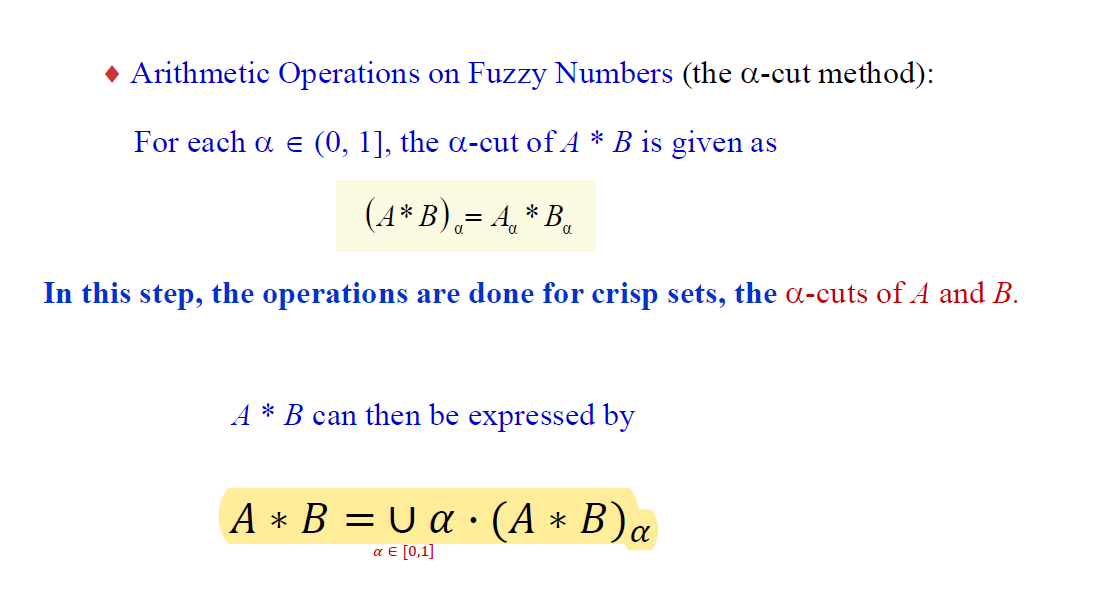 ♦ Arithmetic Operations on Fuzzy Numbers (the α-cut method):
For each α ∈ (0, 1], the α-cut of A * B is given as
(A * B)α = Aα * Bα
In this step, the operations are done for crisp sets, the α-cuts of A and B.
A * B can then be expressed by
A * B = ∪ α · (A * B)α
α ∈ [0,1]